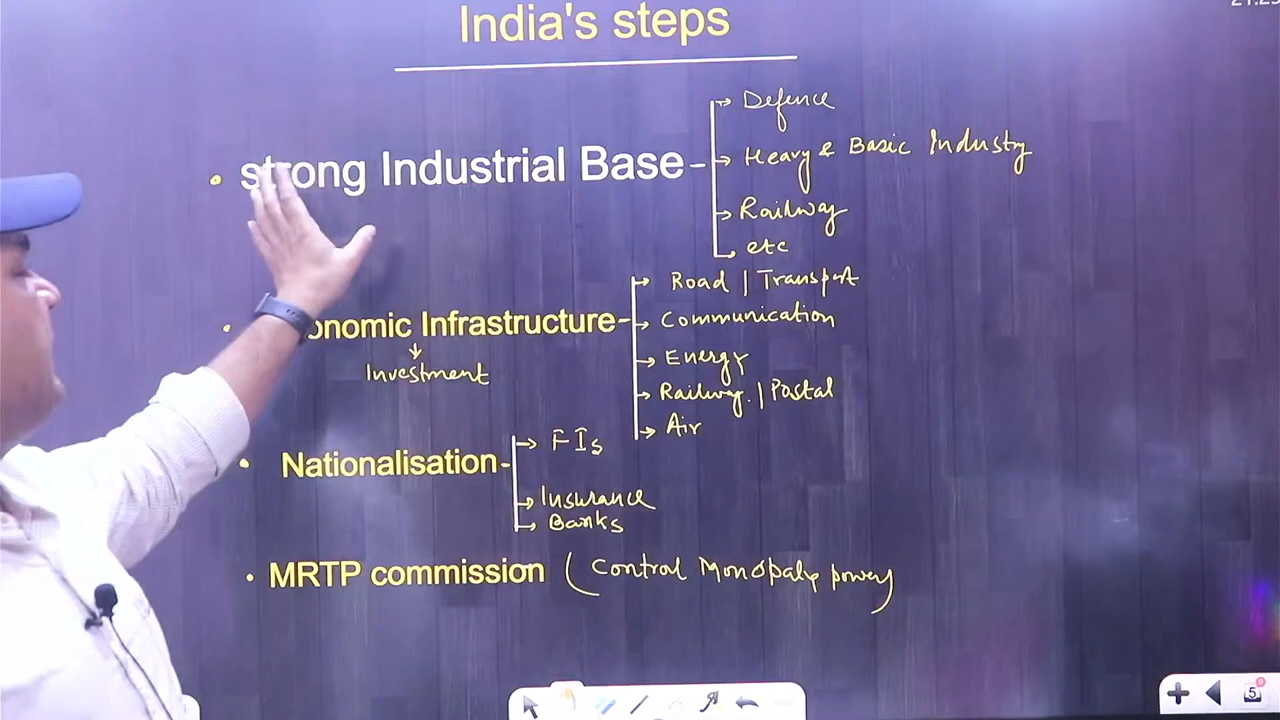 India's steps
strong Industrial Base
Defence
Heavy & Basic Industry
Railway
etc
onomic Infrastructure
Investment
Road | Transport
Communication
Energy
Railway. | Postal
Air
Nationalisation
FIs
Insurance
Banks
MRTP commission (Control Monopoly power)
5